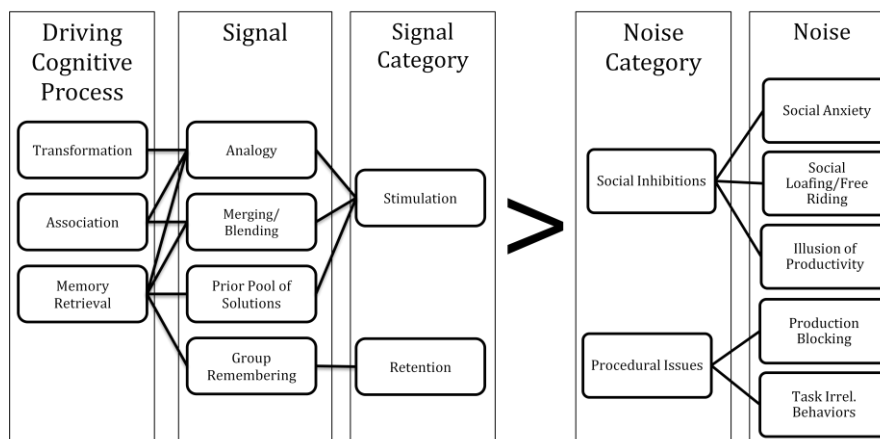 Driving
Cognitive
Process
Transformation
Association
Memory
Retrieval
Signal
Analogy
Merging/
Blending
Prior Pool of
Solutions
Group
Remembering
Signal
Category
Stimulation
Retention
>
Noise
Category
Social Inhibitions
Procedural Issues
Noise
Social Anxiety
Social
Loafing/Free
Riding
Illusion of
Productivity
Production
Blocking
Task Irrel.
Behaviors